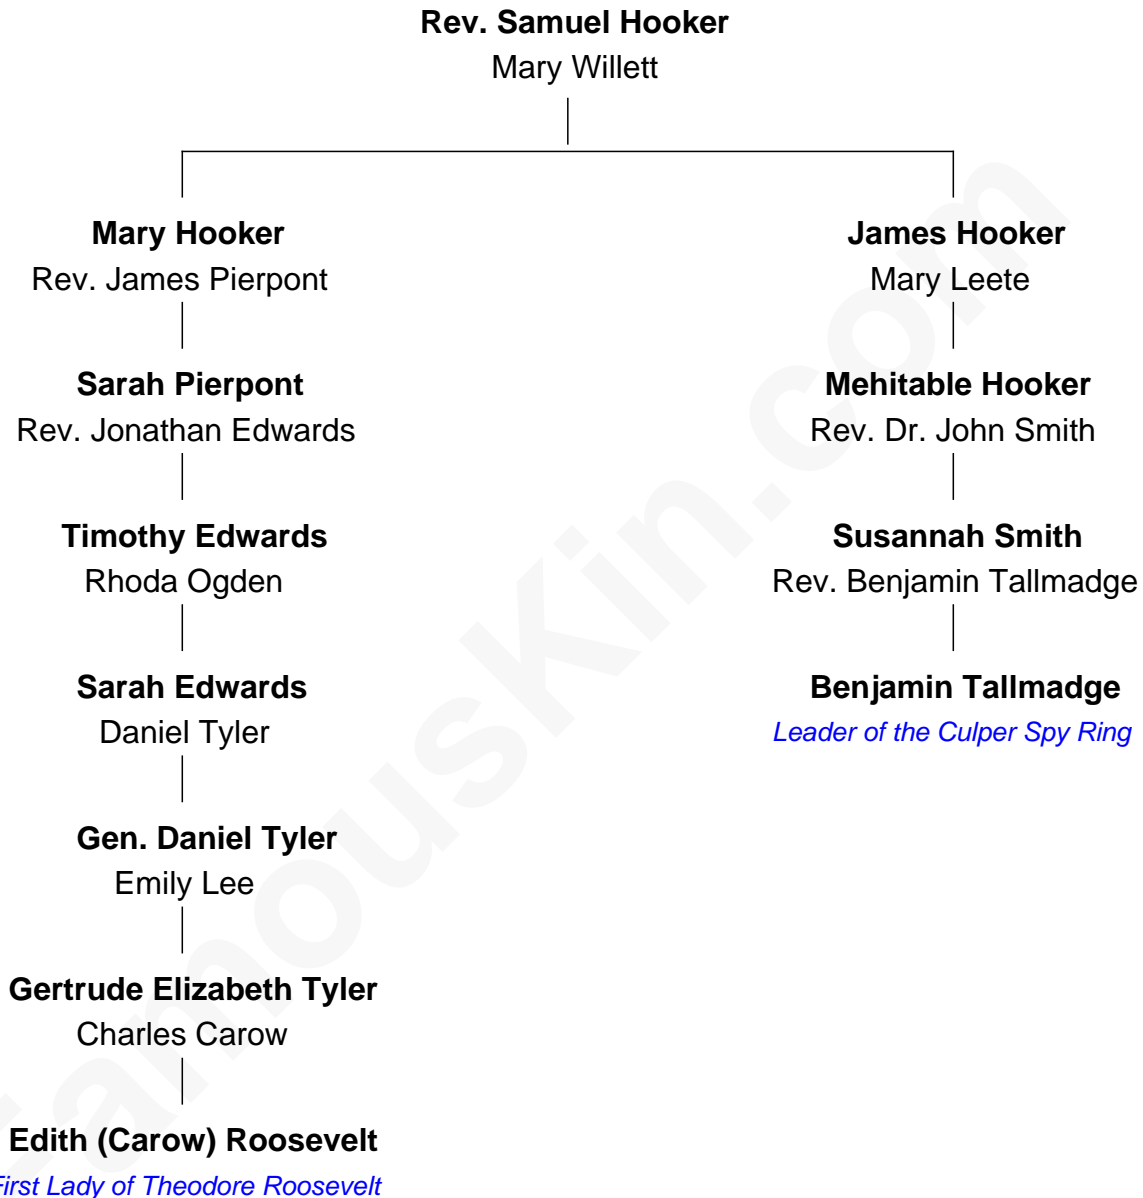 Rev. Samuel Hooker
Mary Willett
Mary Hooker
Rev. James Pierpont
James Hooker
Mary Leete
Sarah Pierpont
Rev. Jonathan Edwards
Mehitable Hooker
Rev. Dr. John Smith
Timothy Edwards
Rhoda Ogden
Susannah Smith
Rev. Benjamin Tallmadge
Sarah Edwards
Daniel Tyler
Benjamin Tallmadge
Leader of the Culper Spy Ring
Gen. Daniel Tyler
Emily Lee
Gertrude Elizabeth Tyler
Charles Carow
Edith (Carow) Roosevelt
First Lady of Theodore Roosevelt
FamousKin.com